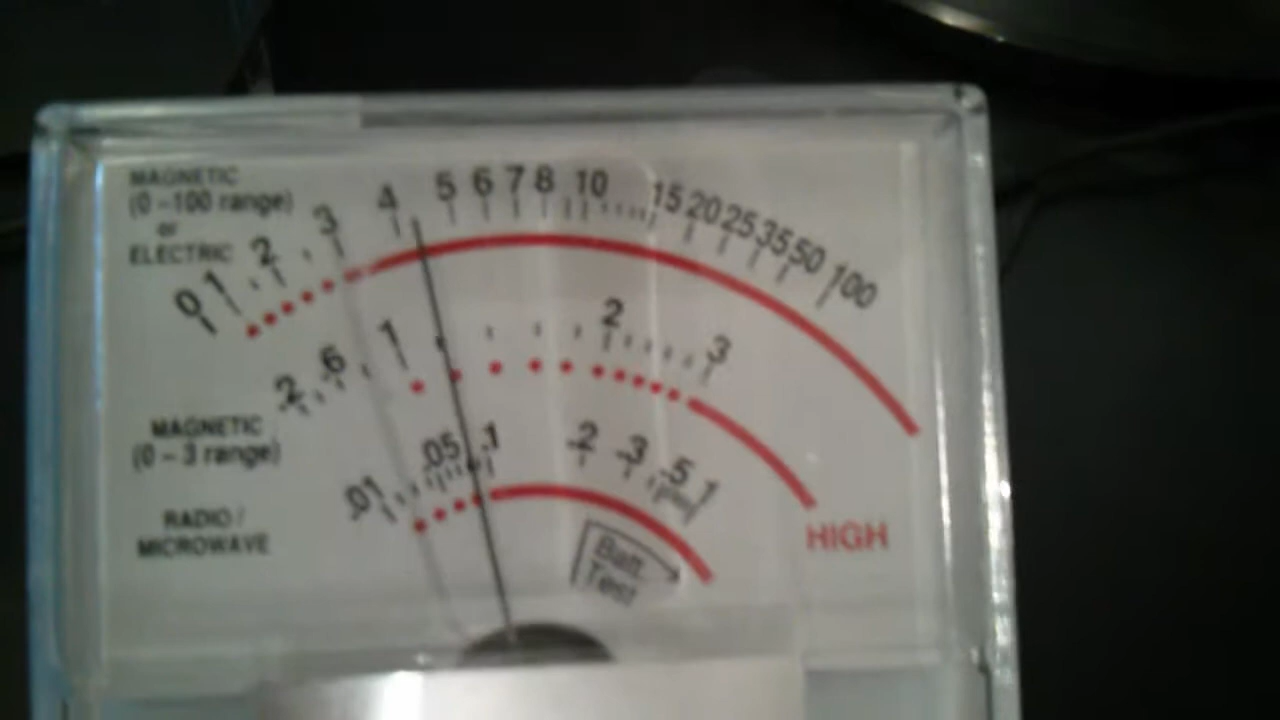 MAGNETIC
(0 -100 range)
or
ELECTRIC
0 1 2 3 4 5 6 7 8 10 15 20 25 35 50 100
.2 .6 1 2 3
MAGNETIC
(0 - 3 range)
HIGH
.01 .05 .1 .2 .3 .5 1
RADIO /
MICROWAVE
Batt.
Test